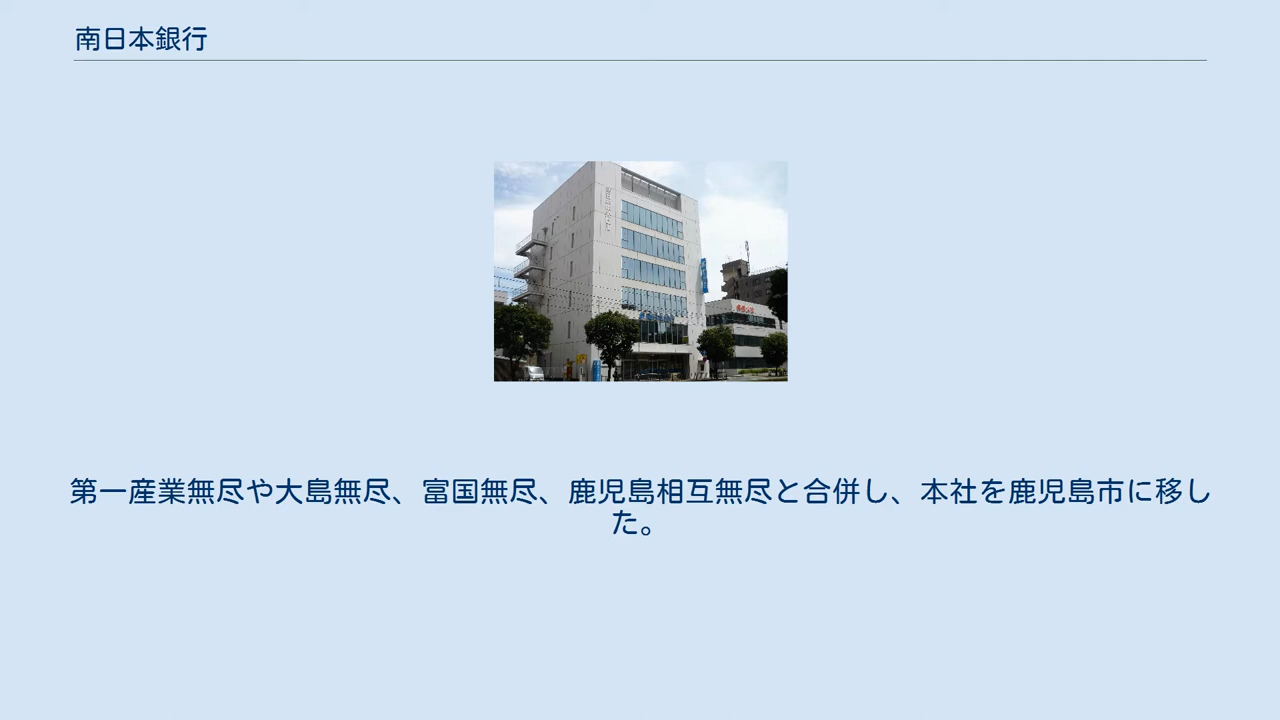 南日本銀行
第一産業無尽や大島無尽、富国無尽、鹿児島相互無尽と合併し、本社を鹿児島市に移し
た。